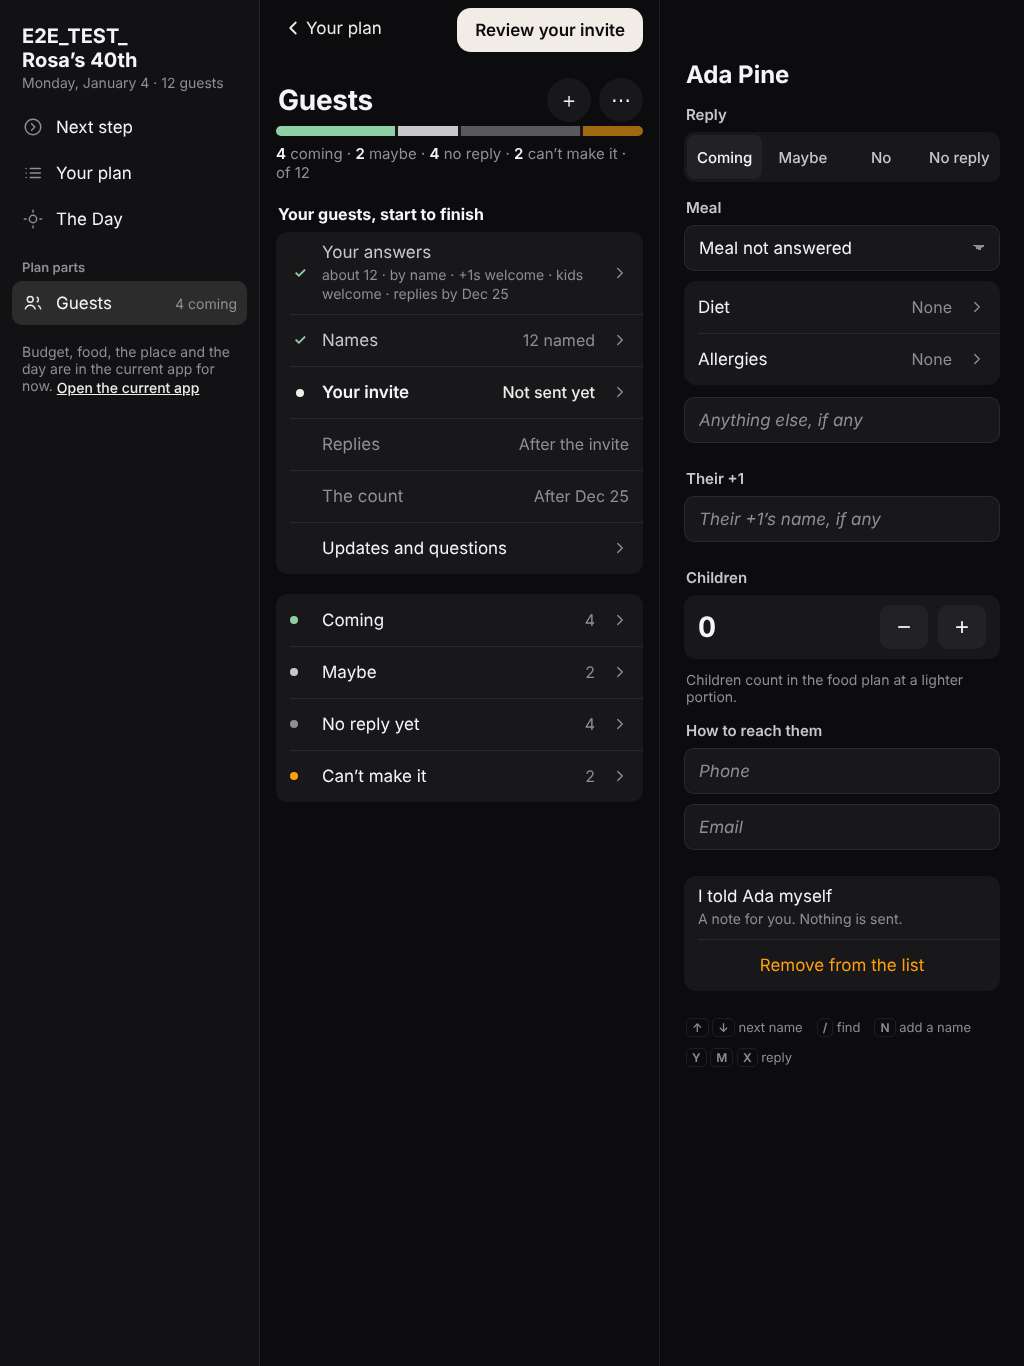 E2E_TEST_
Rosa’s 40th
Monday, January 4 · 12 guests
Next step
Your plan
The Day
Plan parts
Guests
4 coming
Budget, food, the place and the
day are in the current app for
now. Open the current app
Your plan
Review your invite
Guests
+
···
4 coming · 2 maybe · 4 no reply · 2 can’t make it ·
of 12
Your guests, start to finish
Your answers
about 12 · by name · +1s welcome · kids
welcome · replies by Dec 25
Names
12 named
Your invite
Not sent yet
Replies
After the invite
The count
After Dec 25
Updates and questions
Coming
4
Maybe
2
No reply yet
4
Can’t make it
2
Ada Pine
Reply
Coming
Maybe
No
No reply
Meal
Meal not answered
Diet
None
Allergies
None
Anything else, if any
Their +1
Their +1’s name, if any
Children
0
−
+
Children count in the food plan at a lighter
portion.
How to reach them
Phone
Email
I told Ada myself
A note for you. Nothing is sent.
Remove from the list
↑ ↓ next name / find N add a name
Y M X reply